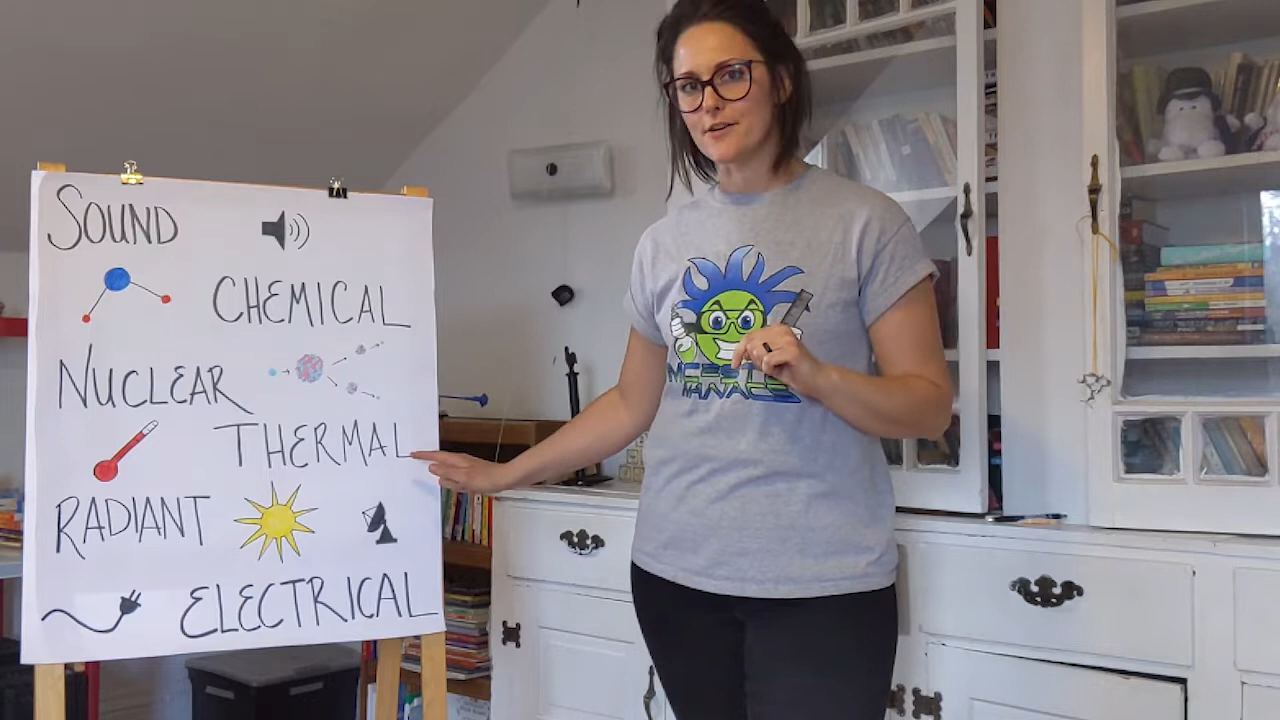 SOUND
CHEMICAL
NUCLEAR
THERMAL
RADIANT
ELECTRICAL